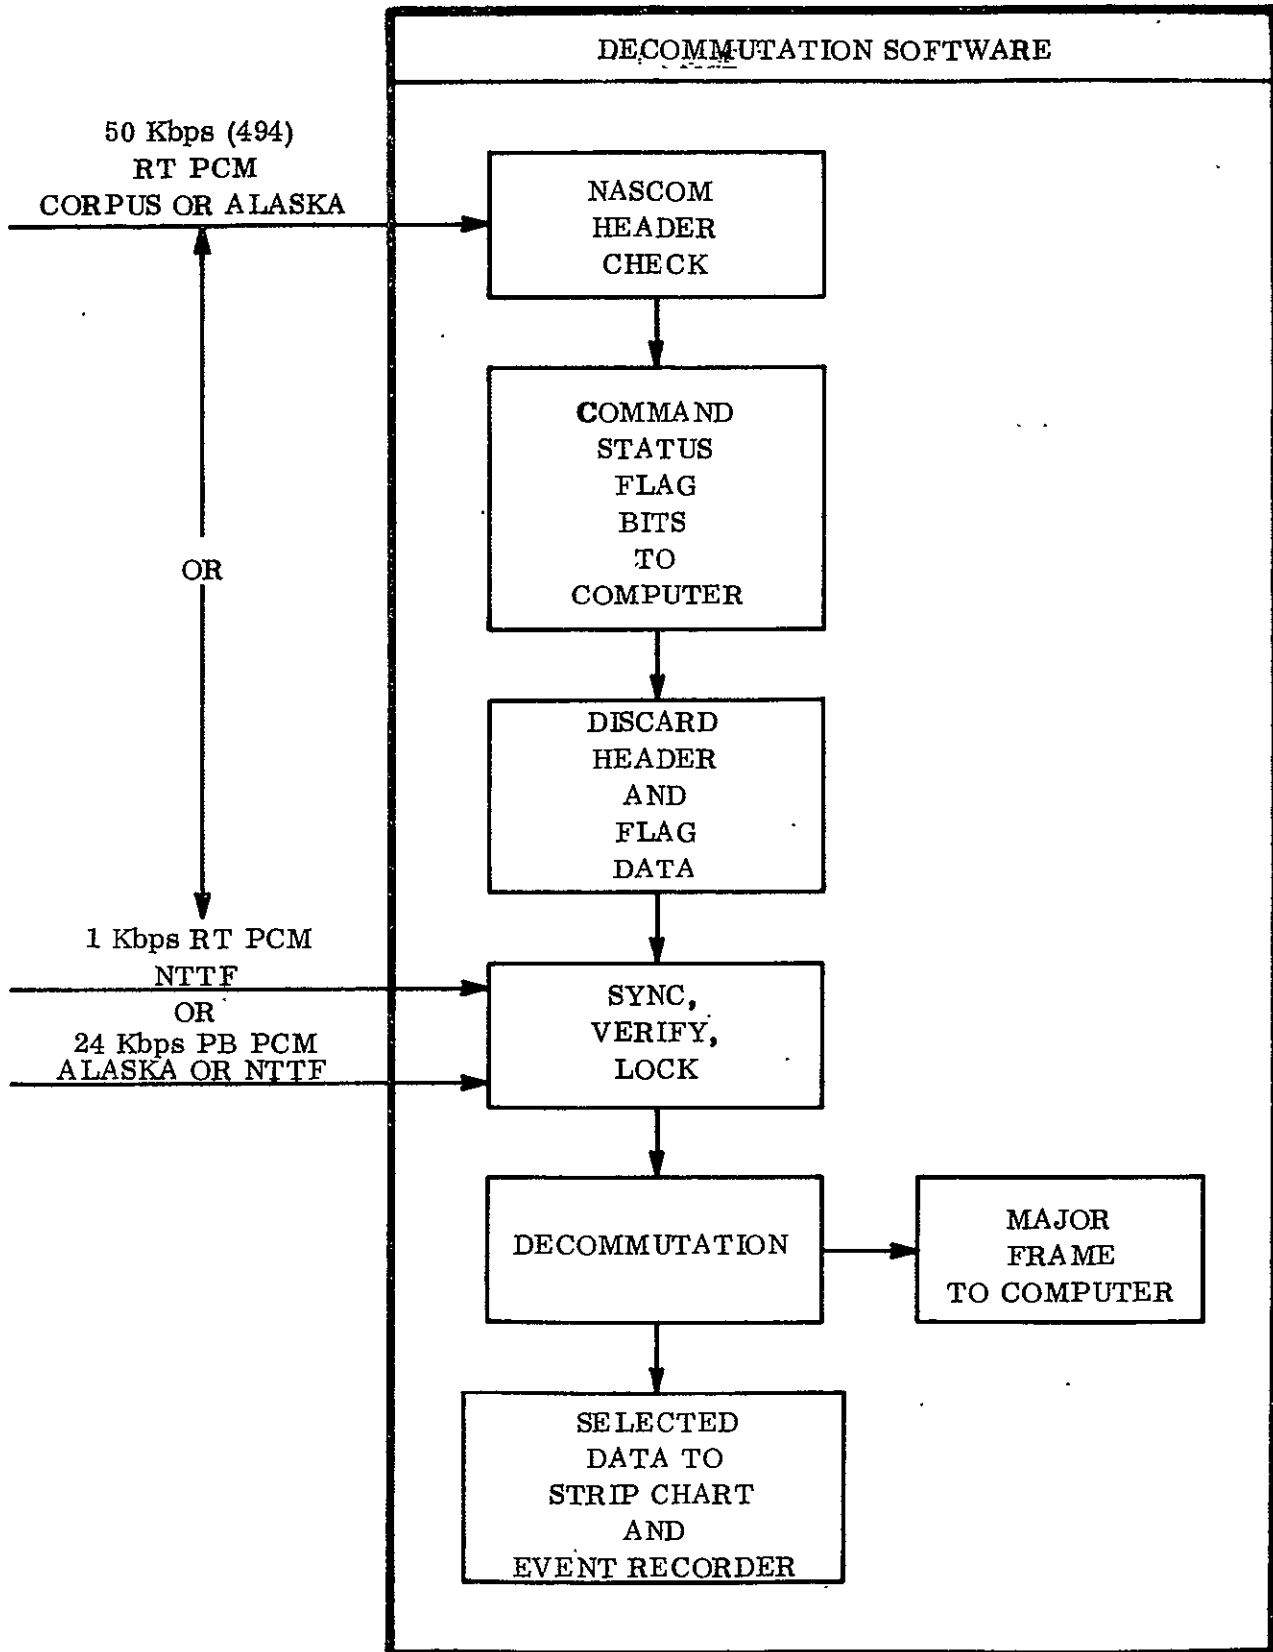 DECOMMUTATION SOFTWARE
50 Kbps (494)
RT PCM
CORPUS OR ALASKA
NASCOM
HEADER
CHECK
COMMAND
STATUS
FLAG
BITS
TO
COMPUTER
OR
DISCARD
HEADER
AND
FLAG
DATA
1 Kbps RT PCM
NTTF
OR
24 Kbps PB PCM
ALASKA OR NTTF
SYNC,
VERIFY,
LOCK
DECOMMUTATION
MAJOR
FRAME
TO COMPUTER
SELECTED
DATA TO
STRIP CHART
AND
EVENT RECORDER